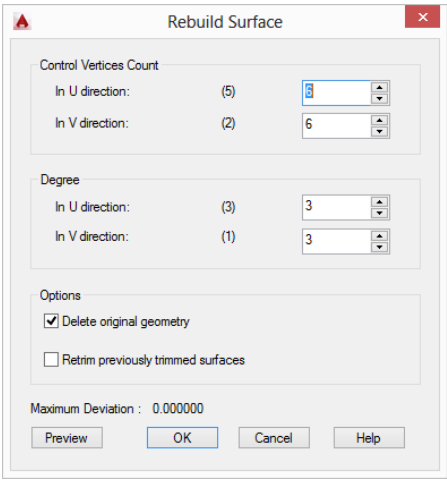 Rebuild Surface
Control Vertices Count
In U direction: (5) 6
In V direction: (2) 6
Degree
In U direction: (3) 3
In V direction: (1) 3
Options
Delete original geometry
Retrim previously trimmed surfaces
Maximum Deviation : 0.000000
Preview OK Cancel Help